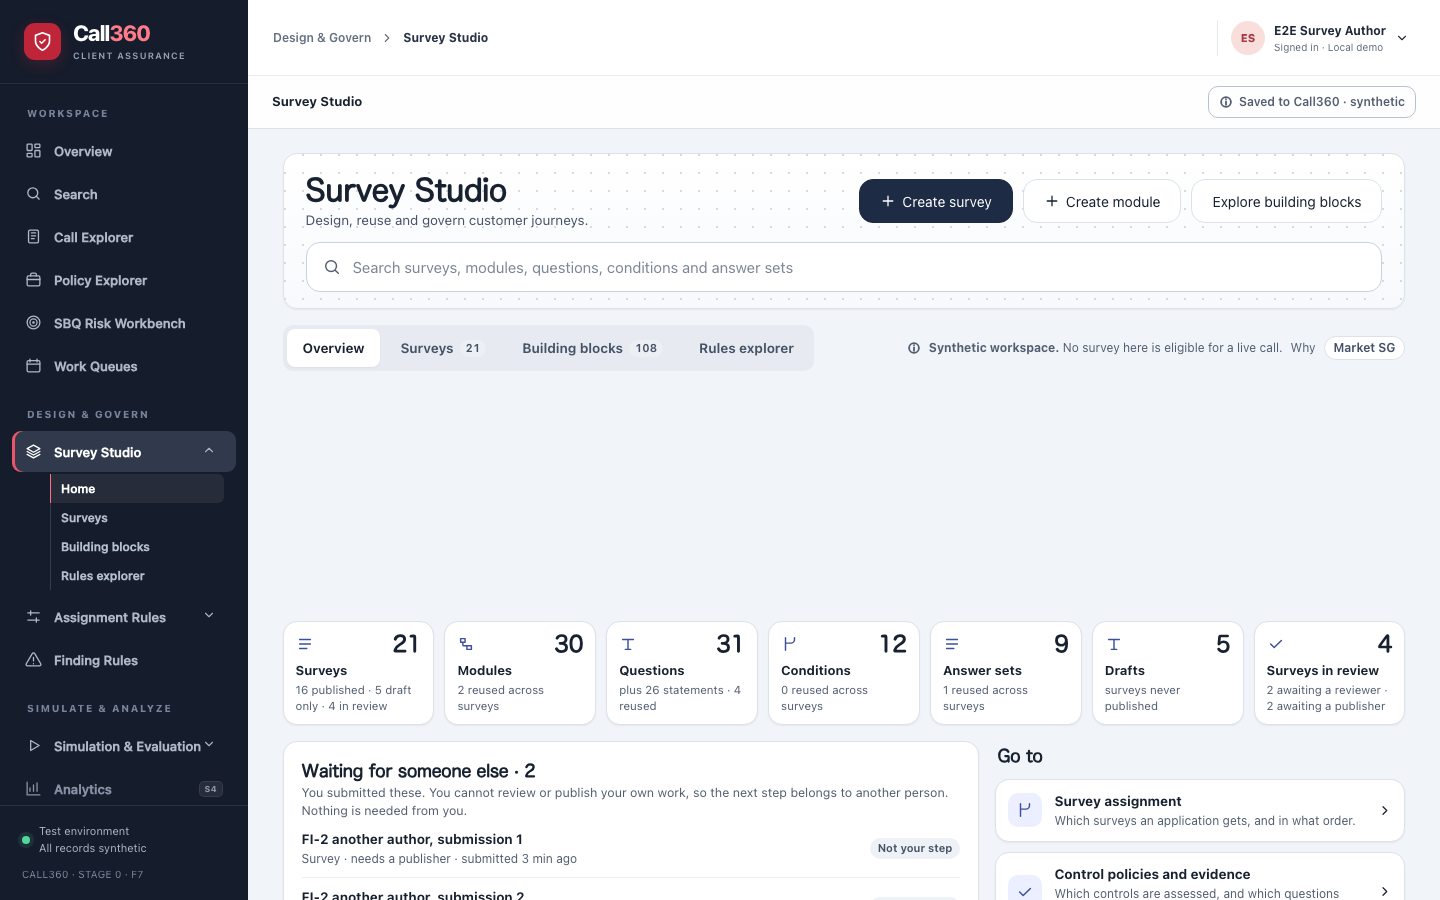 Call360
CLIENT ASSURANCE
WORKSPACE
Overview
Search
Call Explorer
Policy Explorer
SBQ Risk Workbench
Work Queues
DESIGN & GOVERN
Survey Studio
Home
Surveys
Building blocks
Rules explorer
Assignment Rules
Finding Rules
SIMULATE & ANALYZE
Simulation & Evaluation
Analytics S4
Test environment
All records synthetic
CALL360 · STAGE 0 · F7
Design & Govern > Survey Studio
ES
E2E Survey Author
Signed in · Local demo
Survey Studio
Saved to Call360 · synthetic
Survey Studio
Design, reuse and govern customer journeys.
+ Create survey
+ Create module
Explore building blocks
Search surveys, modules, questions, conditions and answer sets
Overview
Surveys 21
Building blocks 108
Rules explorer
Synthetic workspace. No survey here is eligible for a live call. Why
Market SG
21
Surveys
16 published · 5 draft
only · 4 in review
30
Modules
2 reused across
surveys
31
Questions
plus 26 statements · 4
reused
12
Conditions
0 reused across
surveys
9
Answer sets
1 reused across
surveys
5
Drafts
surveys never
published
4
Surveys in review
2 awaiting a reviewer ·
2 awaiting a publisher
Waiting for someone else · 2
You submitted these. You cannot review or publish your own work, so the next step belongs to another person.
Nothing is needed from you.
FI-2 another author, submission 1
Survey · needs a publisher · submitted 3 min ago
Not your step
FI-2 another author, submission 2
Go to
Survey assignment
Which surveys an application gets, and in what order.
Control policies and evidence
Which controls are assessed, and which questions